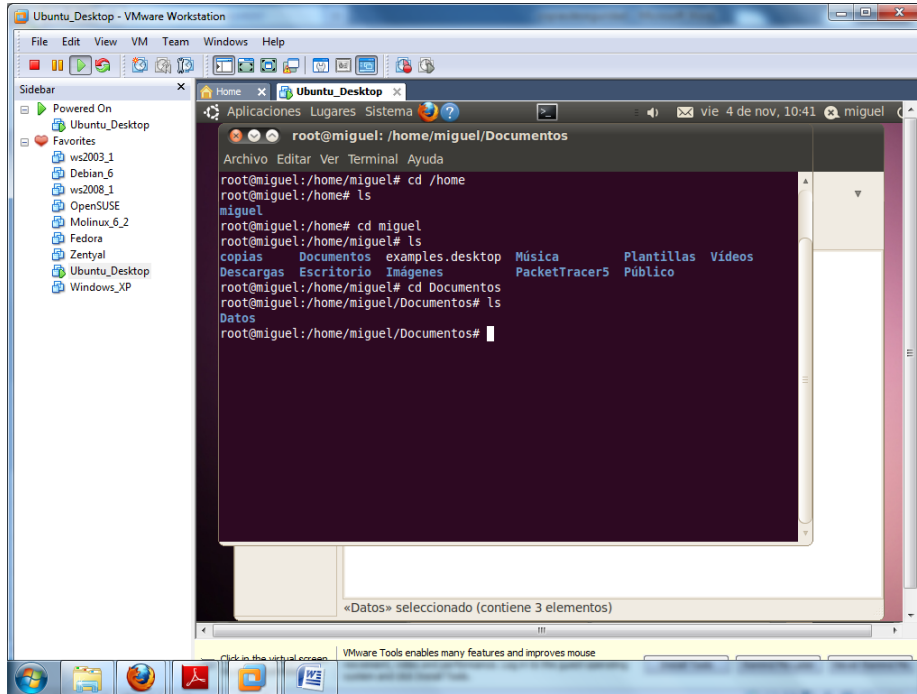 Ubuntu_Desktop - VMware Workstation
File Edit View VM Team Windows Help
Sidebar
Powered On
Ubuntu_Desktop
Favorites
ws2003_1
Debian_6
ws2008_1
OpenSUSE
Molinux_6_2
Fedora
Zentyal
Ubuntu_Desktop
Windows_XP
Home Ubuntu_Desktop
Aplicaciones Lugares Sistema vie 4 de nov, 10:41 miguel
root@miguel: /home/miguel/Documentos
Archivo Editar Ver Terminal Ayuda
root@miguel:/home/miguel# cd /home
root@miguel:/home# ls
miguel
root@miguel:/home# cd miguel
root@miguel:/home/miguel# ls
copias Documentos examples.desktop Música Plantillas Vídeos
Descargas Escritorio Imágenes PacketTracer5 Público
root@miguel:/home/miguel# cd Documentos
root@miguel:/home/miguel/Documentos# ls
Datos
root@miguel:/home/miguel/Documentos#
«Datos» seleccionado (contiene 3 elementos)
Click in the virtual screen
VMware Tools enables many features and improves mouse